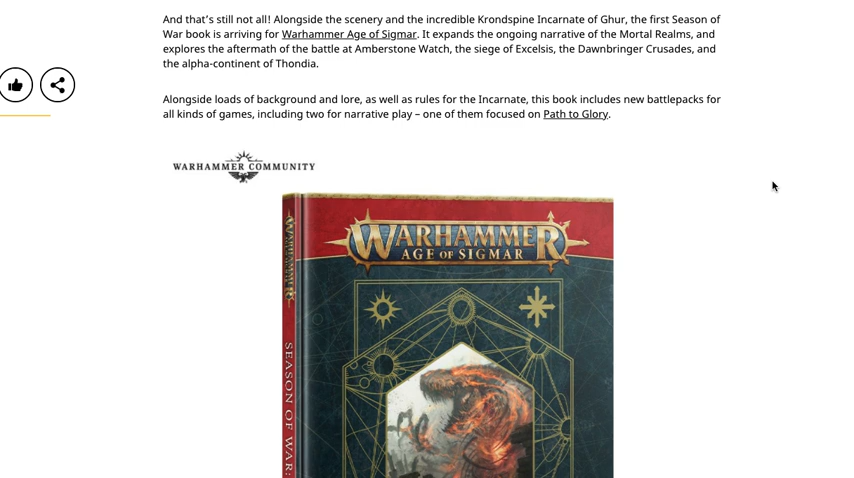 And that's still not all! Alongside the scenery and the incredible Krondspine Incarnate of Ghur, the first Season of
War book is arriving for Warhammer Age of Sigmar. It expands the ongoing narrative of the Mortal Realms, and
explores the aftermath of the battle at Amberstone Watch, the siege of Excelsis, the Dawnbringer Crusades, and
the alpha-continent of Thondia.
Alongside loads of background and lore, as well as rules for the Incarnate, this book includes new battlepacks for
all kinds of games, including two for narrative play – one of them focused on Path to Glory.
WARHAMMER COMMUNITY
WARHAMMER
WARHAMMER
AGE OF SIGMAR
SEASON OF WAR: